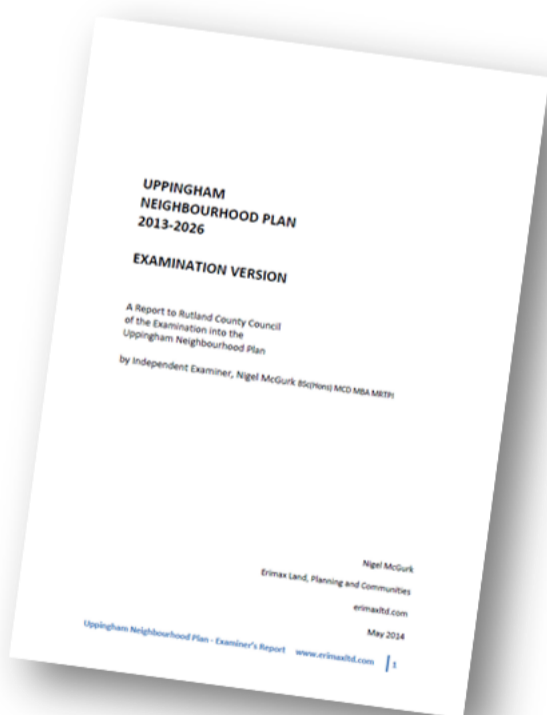 UPPINGHAM
NEIGHBOURHOOD PLAN
2013-2026
EXAMINATION VERSION
A Report to Rutland County Council
of the Examination into the
Uppingham Neighbourhood Plan
by Independent Examiner, Nigel McGurk BSc(Hons) MCD MBA MRTPI
Nigel McGurk
Erimax Land, Planning and Communities
erimaxltd.com
May 2014
Uppingham Neighbourhood Plan - Examiner's Report www.erimaxltd.com 1